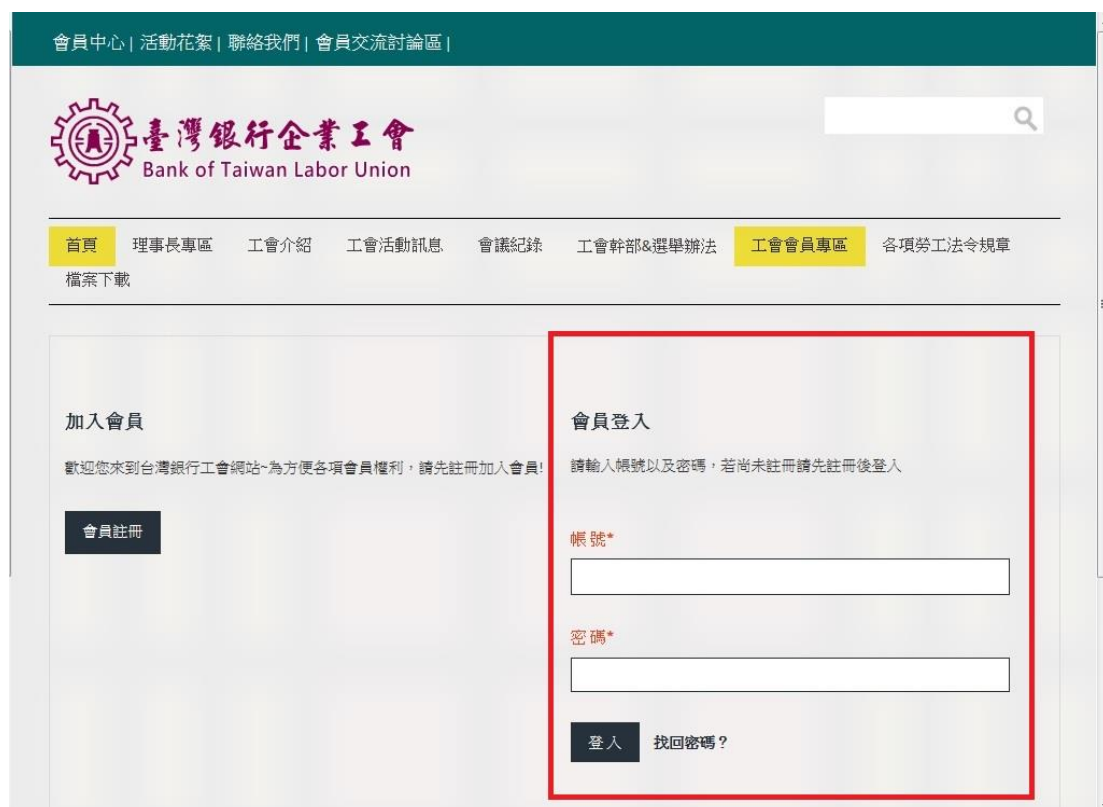 會員中心| 活動花絮| 聯絡我們| 會員交流討論區|
臺灣銀行企業工會
Bank of Taiwan Labor Union
首頁 理事長專區 工會介紹 工會活動訊息 會議紀錄 工會幹部&選舉辦法 工會會員專區 各項勞工法令規章
檔案下載
加入會員
歡迎您來到台灣銀行工會網站~為方便各項會員權利,請先註冊加入會員!
會員註冊
會員登入
請輸入帳號以及密碼,若尚未註冊請先註冊後登入
帳號*
密碼*
登入 找回密碼?